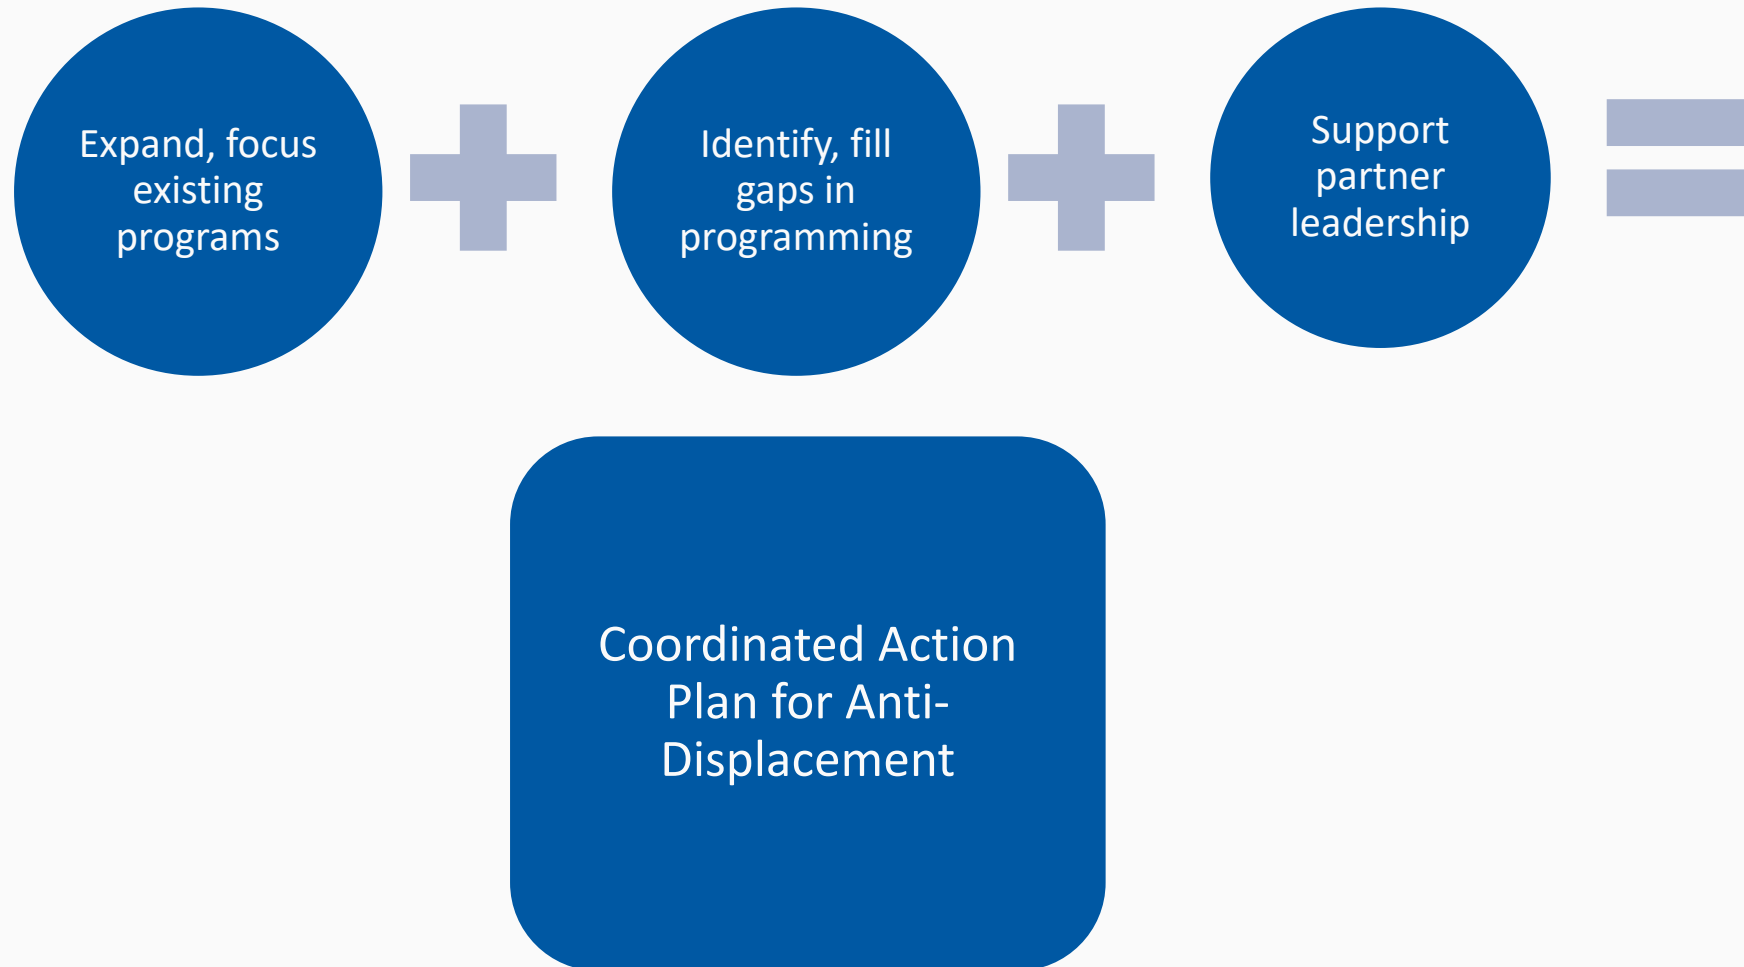 Expand, focus
existing
programs
Identify, fill
gaps in
programming
Support
partner
leadership
Coordinated Action
Plan for Anti-
Displacement